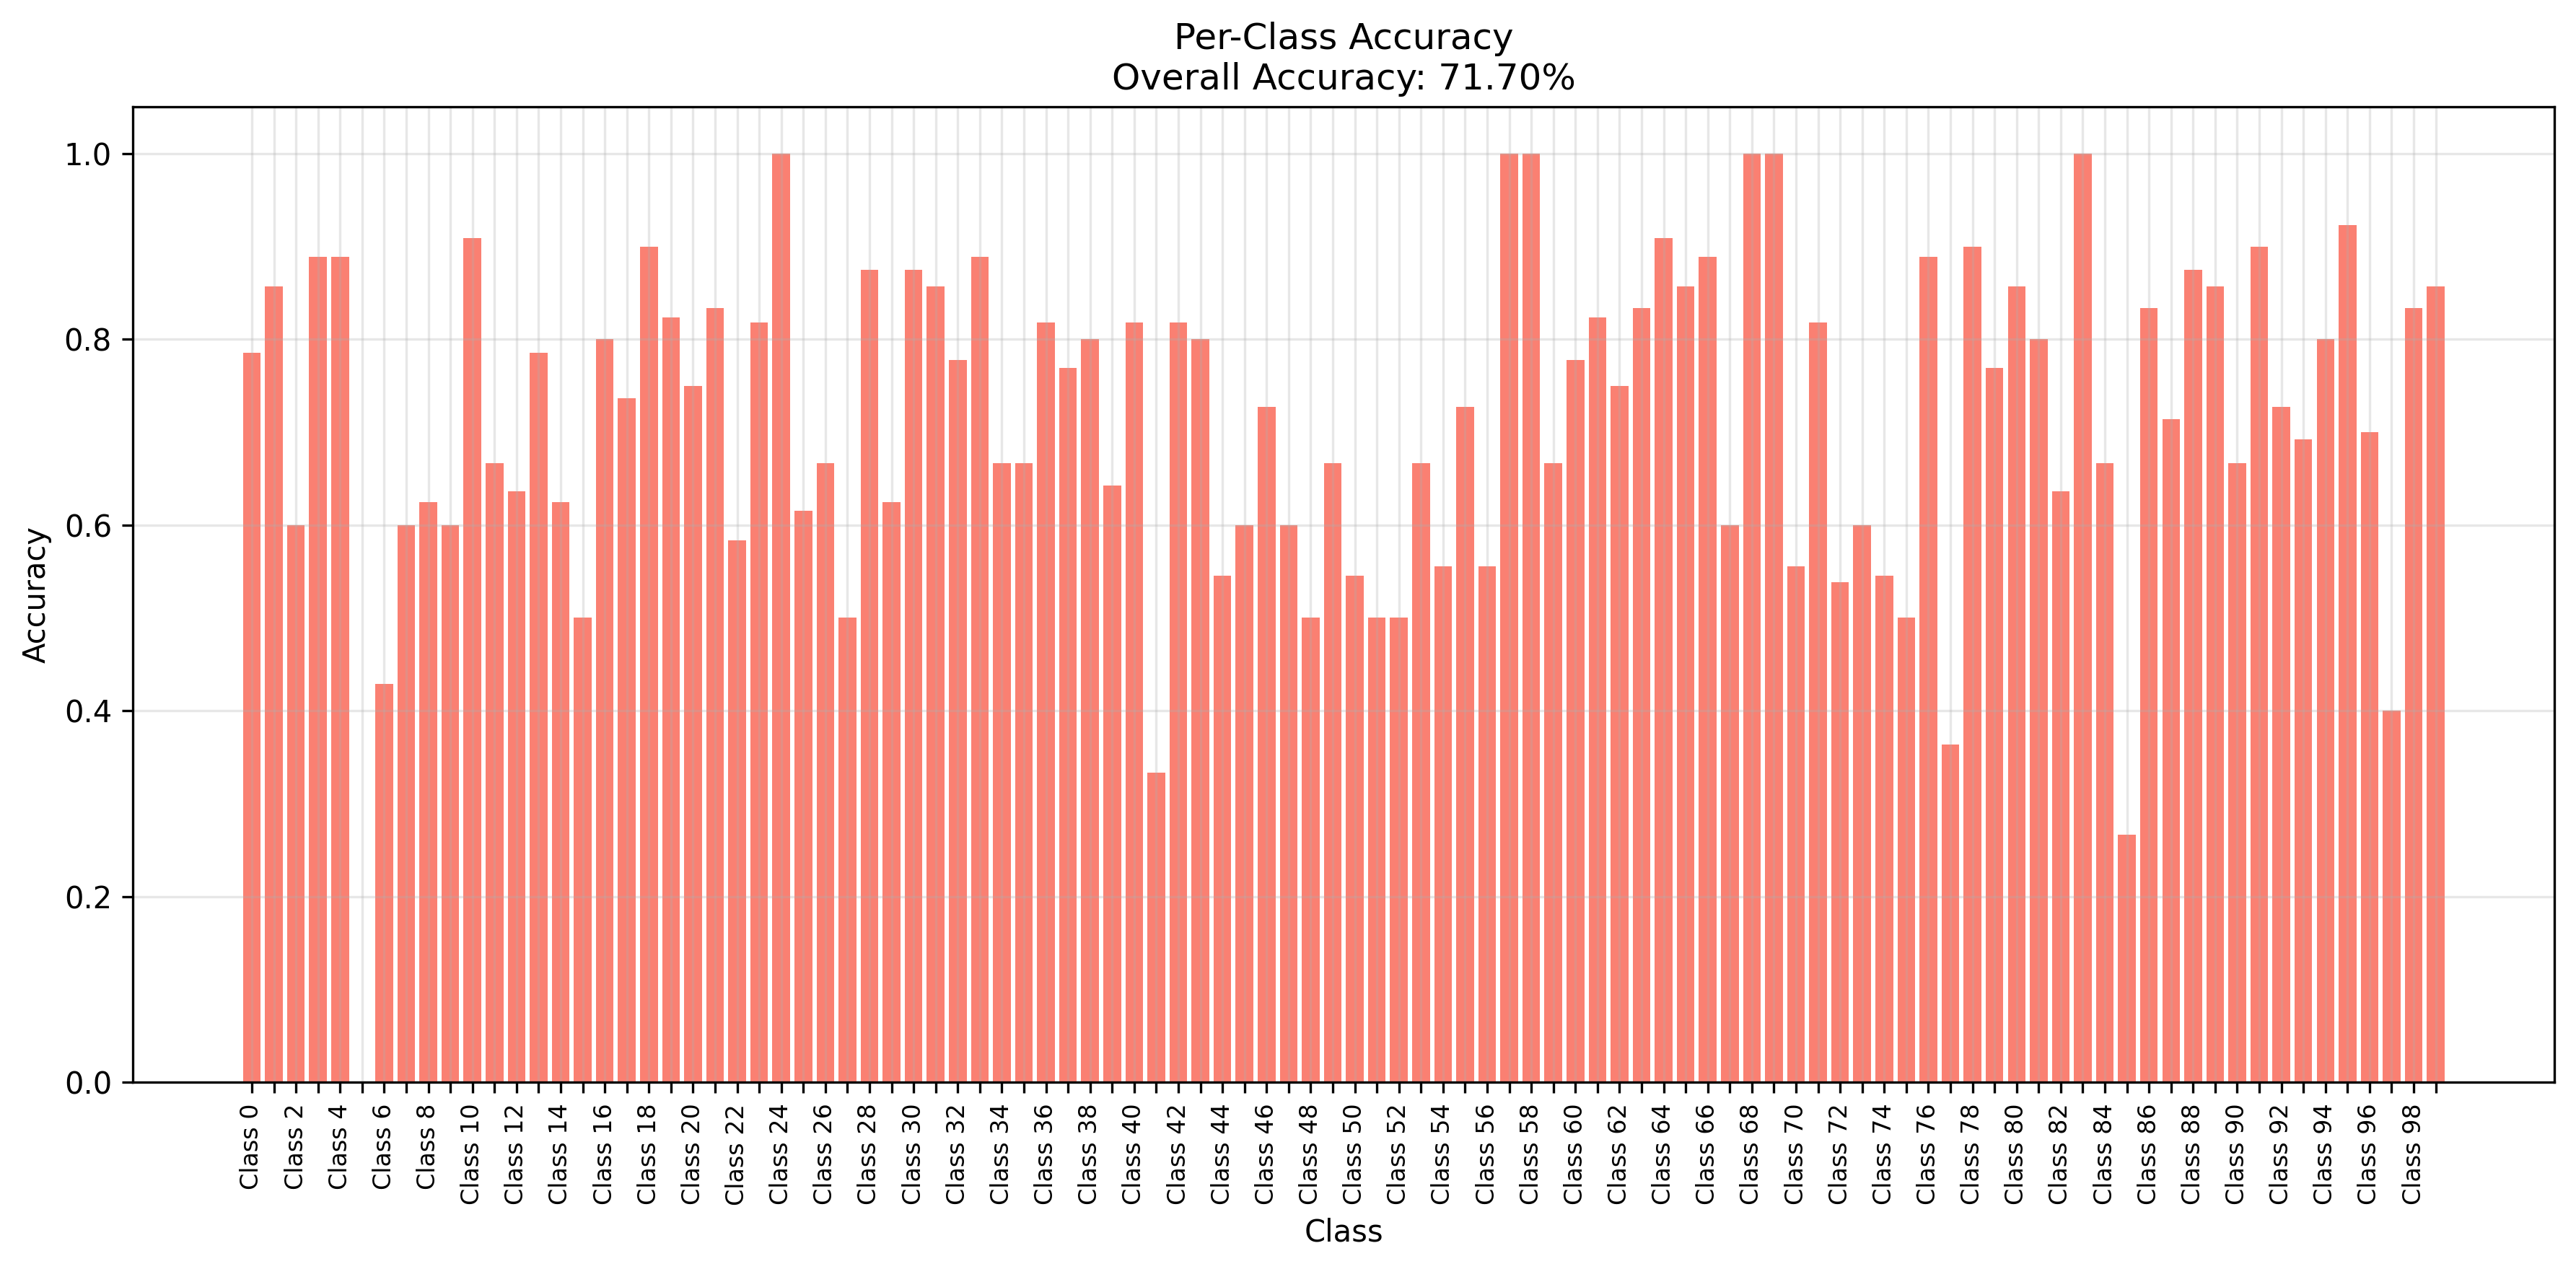 Per-Class Accuracy
Overall Accuracy: 71.70%
Accuracy
1.0
0.8
0.6
0.4
0.2
0.0
Class 0
Class 2
Class 4
Class 6
Class 8
Class 10
Class 12
Class 14
Class 16
Class 18
Class 20
Class 22
Class 24
Class 26
Class 28
Class 30
Class 32
Class 34
Class 36
Class 38
Class 40
Class 42
Class 44
Class 46
Class 48
Class 50
Class 52
Class 54
Class 56
Class 58
Class 60
Class 62
Class 64
Class 66
Class 68
Class 70
Class 72
Class 74
Class 76
Class 78
Class 80
Class 82
Class 84
Class 86
Class 88
Class 90
Class 92
Class 94
Class 96
Class 98
Class